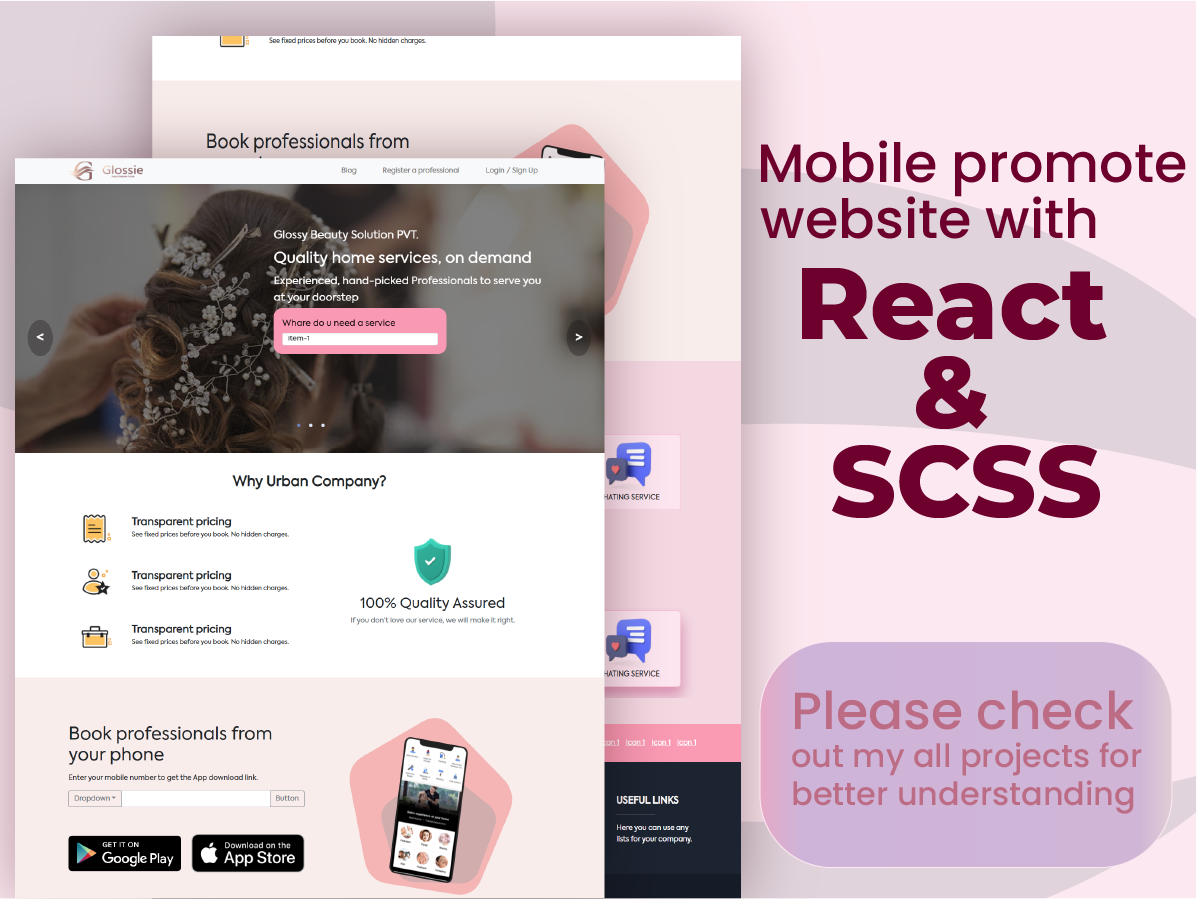 See fixed prices before you book. No hidden charges.
Book professionals from
Glossie
Blog
Register a professional
Login / Sign Up
Glossy Beauty Solution PVT.
Quality home services, on demand
Experienced, hand-picked Professionals to serve you
at your doorstep
Whare do u need a service
item-1
<
>
Why Urban Company?
Transparent pricing
See fixed prices before you book. No hidden charges.
Transparent pricing
See fixed prices before you book. No hidden charges.
Transparent pricing
See fixed prices before you book. No hidden charges.
100% Quality Assured
If you don't love our service, we will make it right.
Book professionals from
your phone
Enter your mobile number to get the App download link.
Dropdown
Button
GET IT ON
Google Play
Download on the
App Store
HATING SERVICE
HATING SERVICE
con 1 Icon 1 Icon 1 Icon 1
USEFUL LINKS
Here you can use any
lists for your company.
Mobile promote
website with
React
&
SCSS
Please check
out my all projects for
better understanding